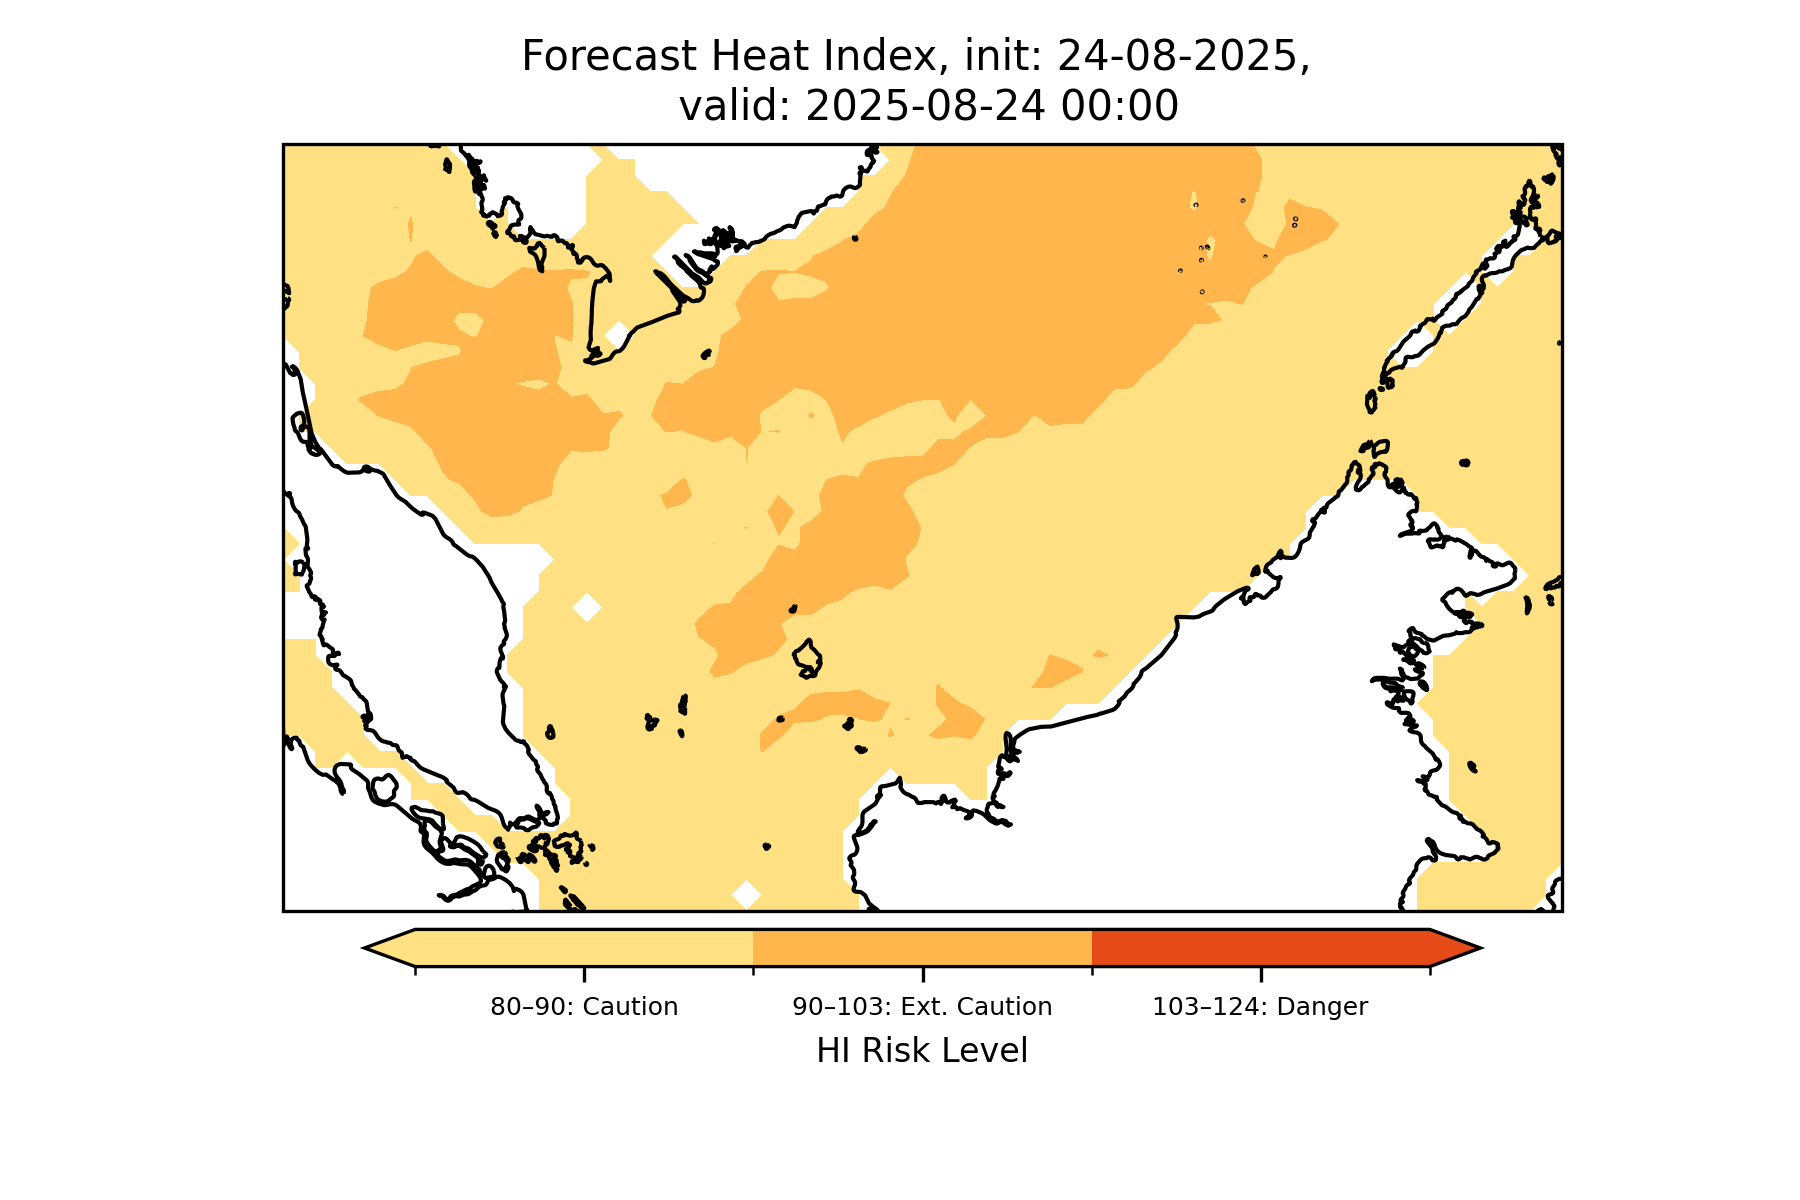 Forecast Heat Index, init: 24-08-2025,
valid: 2025-08-24 00:00
80–90: Caution
90–103: Ext. Caution
103–124: Danger
HI Risk Level